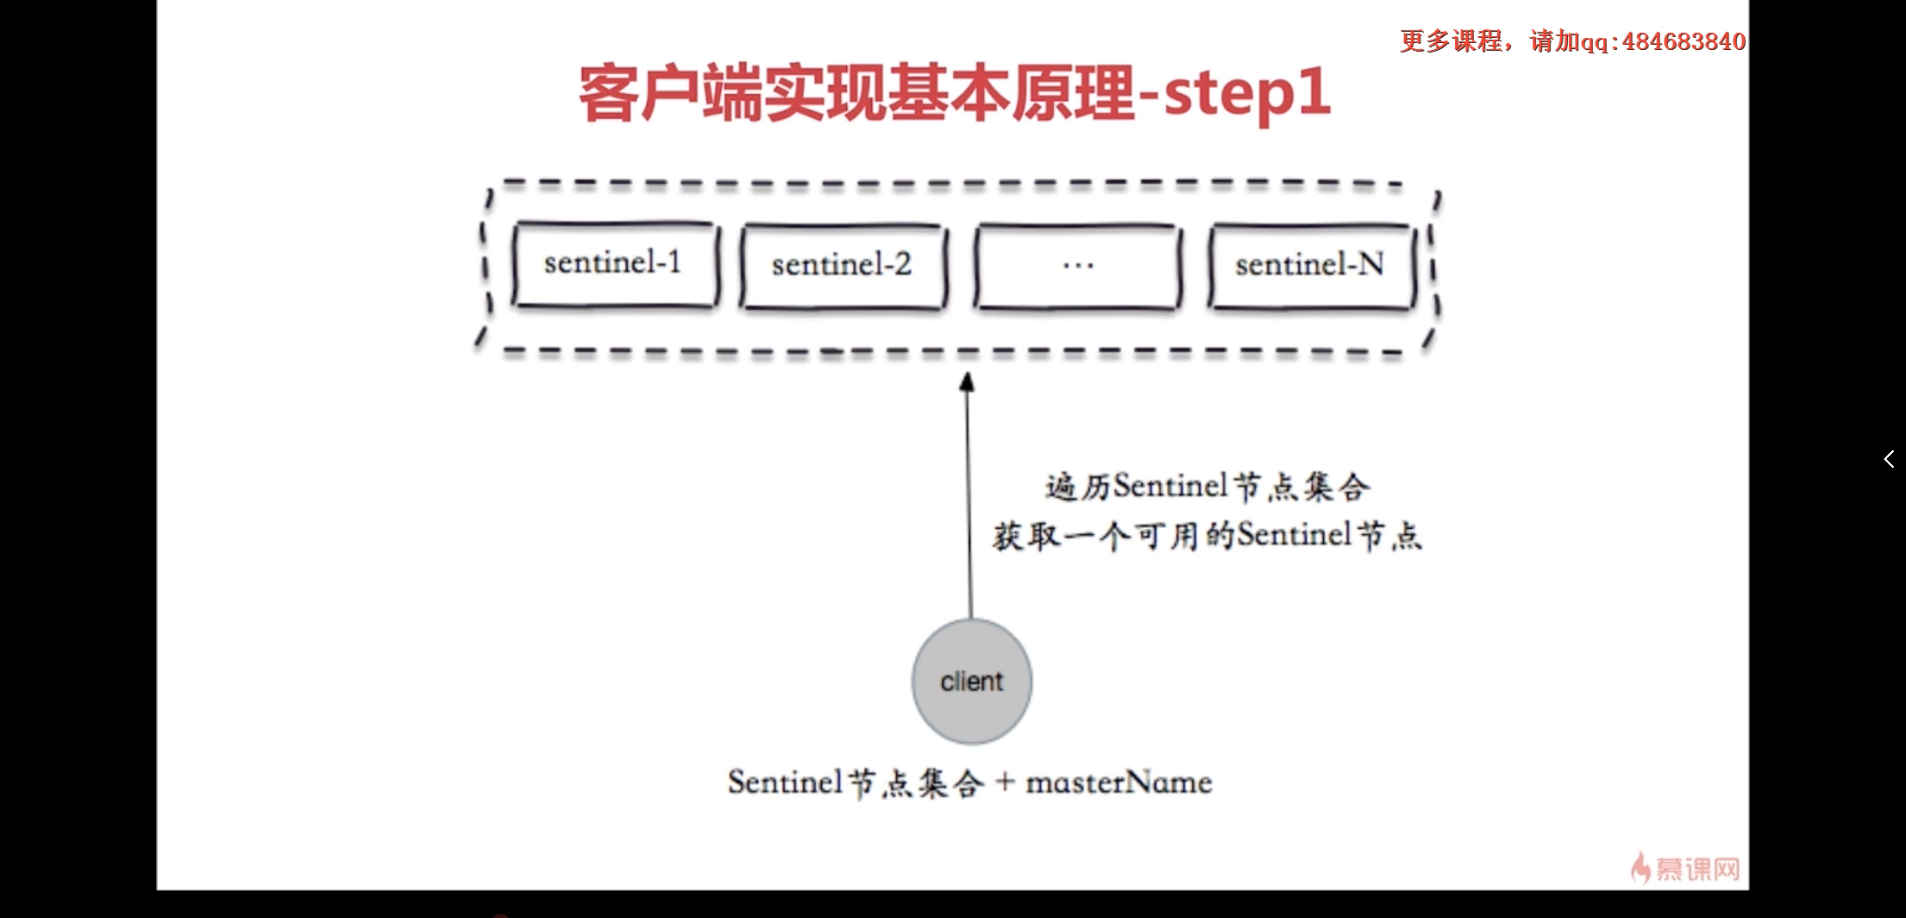 更多课程，请加qq:484683840
客户端实现基本原理-step1
sentinel-1
sentinel-2
...
sentinel-N
遍历Sentinel节点集合
获取一个可用的Sentinel节点
client
Sentinel节点集合 + masterName
慕课网